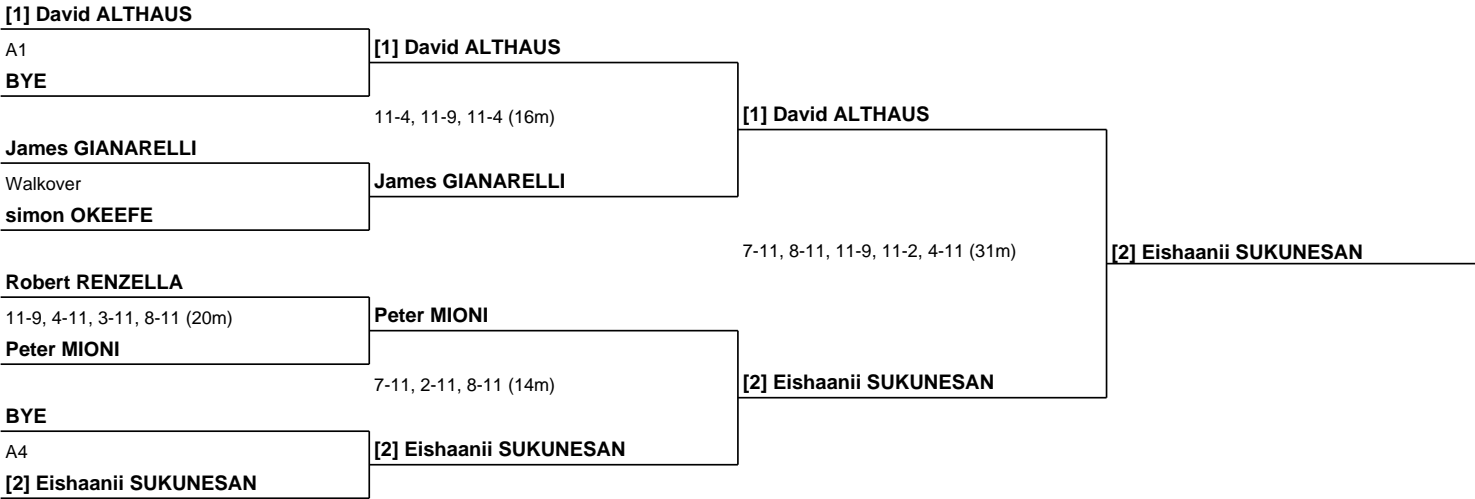 [1] David ALTHAUS
A1
BYE
James GIANARELLI
Walkover
simon OKEEFE
Robert RENZELLA
11-9, 4-11, 3-11, 8-11 (20m)
Peter MIONI
BYE
A4
[2] Eishaanii SUKUNESAN
[1] David ALTHAUS
11-4, 11-9, 11-4 (16m)
James GIANARELLI
Peter MIONI
7-11, 2-11, 8-11 (14m)
[2] Eishaanii SUKUNESAN
[1] David ALTHAUS
7-11, 8-11, 11-9, 11-2, 4-11 (31m)
[2] Eishaanii SUKUNESAN
[2] Eishaanii SUKUNESAN